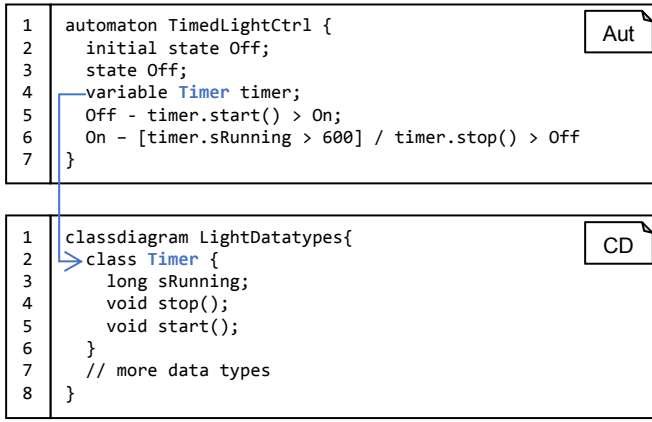 Aut
1 automaton TimedLightCtrl {
2 initial state Off;
3 state Off;
4 variable Timer timer;
5 Off - timer.start() > On;
6 On – [timer.sRunning > 600] / timer.stop() > Off
7 }
CD
1 classdiagram LightDatatypes{
2 class Timer {
3 long sRunning;
4 void stop();
5 void start();
6 }
7 // more data types
8 }